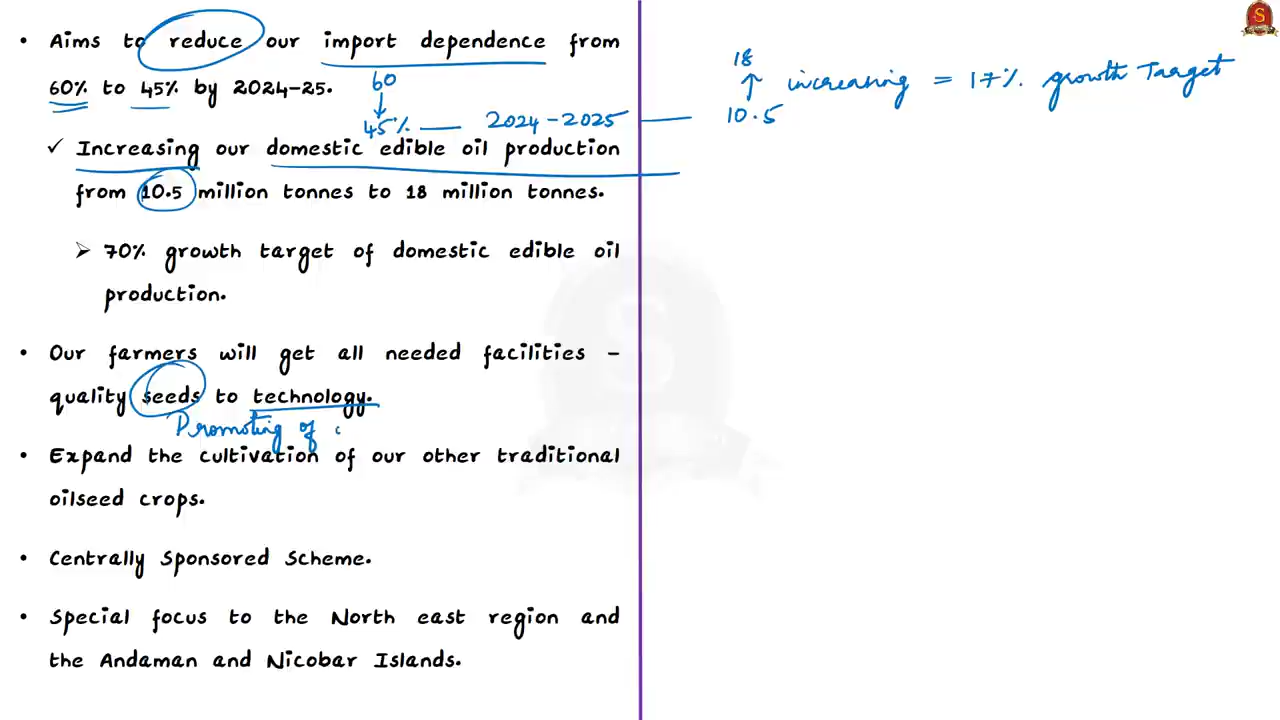 • Aims to reduce our import dependence from
60% to 45% by 2024-25.
60
↓
45% — 2024-2025 —
✓ Increasing our domestic edible oil production
from 10.5 million tonnes to 18 million tonnes.
➢ 70% growth target of domestic edible oil
production.
• Our farmers will get all needed facilities –
quality seeds to technology.
Promoting of
• Expand the cultivation of our other traditional
oilseed crops.
• Centrally Sponsored Scheme.
• Special focus to the North east region and
the Andaman and Nicobar Islands.
18
↑ increasing = 17% growth Target
10.5
S
S